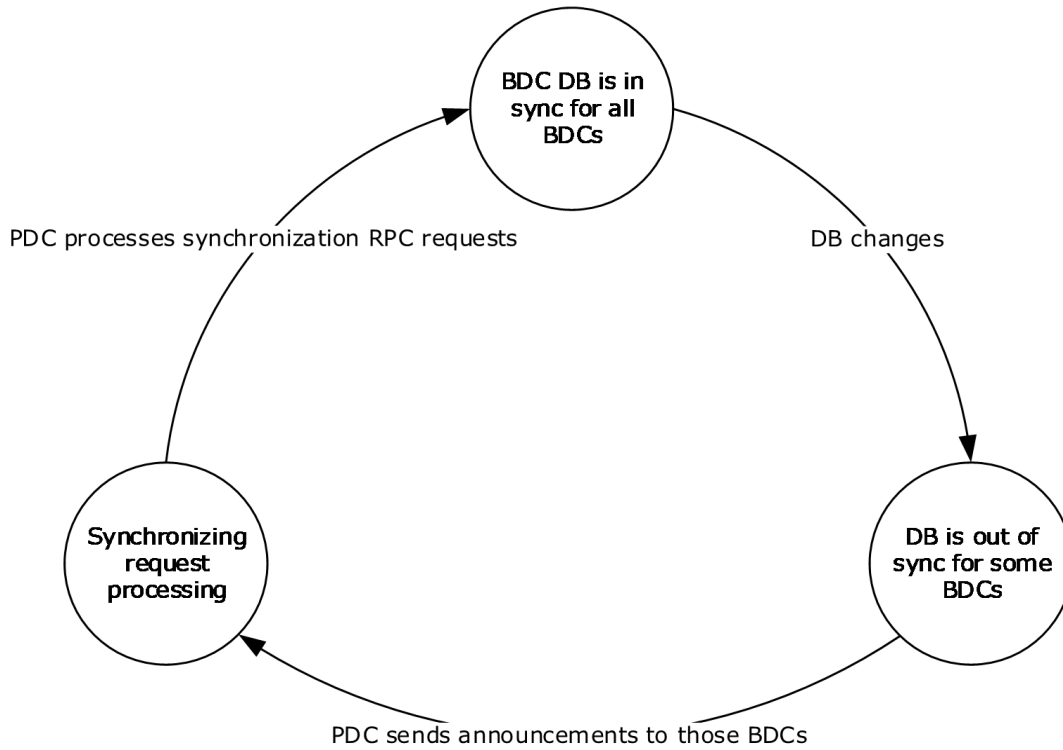 BDC DB is in
sync for all
BDCs
PDC processes synchronization RPC requests
DB changes
Synchronizing
request
processing
DB is out of
sync for some
BDCs
PDC sends announcements to those BDCs